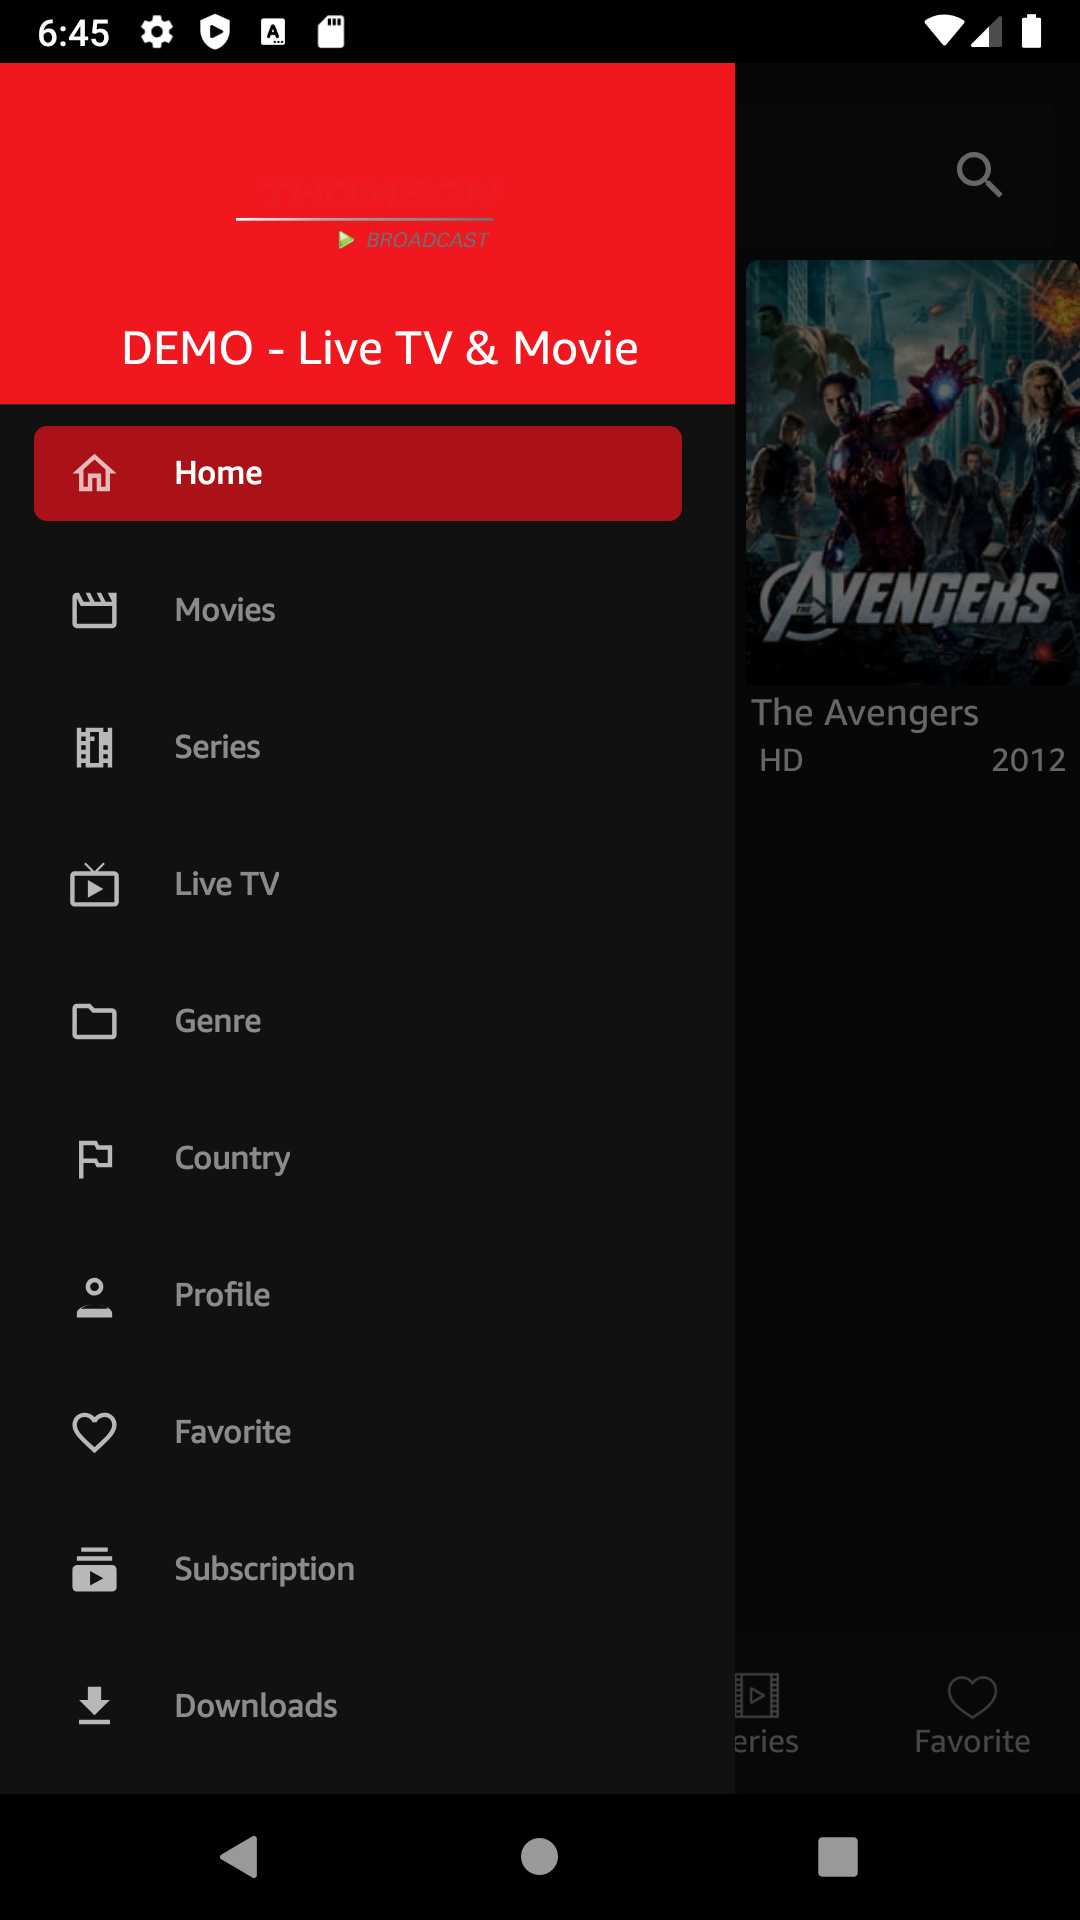 6:45
THOMSON
BROADCAST
DEMO - Live TV & Movie
Home
Movies
Series
Live TV
Genre
Country
Profile
Favorite
Subscription
Downloads
AVENGERS
The Avengers
HD 2012
eries
Favorite